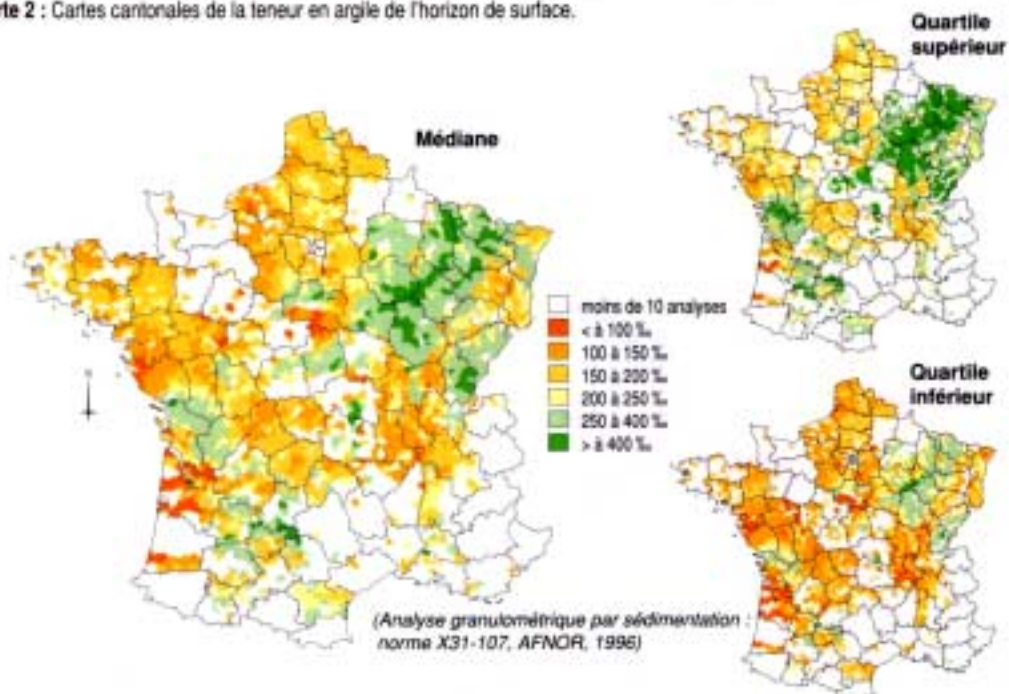 rte 2 : Cartes cantonales de la teneur en argile de l'horizon de surface.
Quartile
supérieur
Médiane
moins de 10 analyses
< à 100 ‰
100 à 150 ‰
150 à 200 ‰
200 à 250 ‰
250 à 400 ‰
> à 400 ‰
Quartile
inférieur
(Analyse granulométrique par sédimentation :
norme X31-107, AFNOR, 1996)